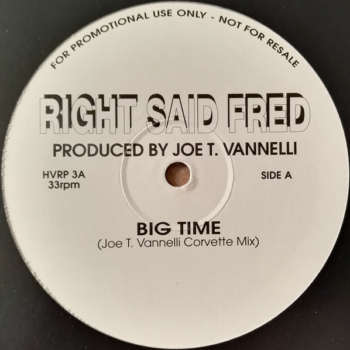 FOR PROMOTIONAL USE ONLY - NOT FOR RESALE
RIGHT SAID FRED
PRODUCED BY JOE T. VANNELLI
HVRP 3A SIDE A
33rpm
BIG TIME
(Joe T. Vannelli Corvette Mix)